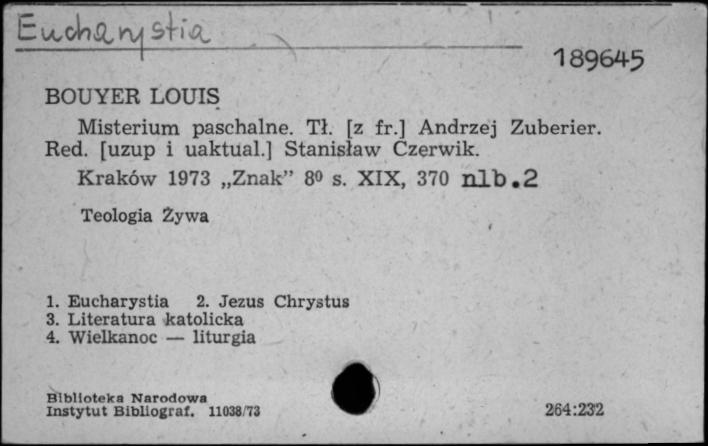 Eucharystia
189645
BOUYER LOUIS
Misterium paschalne. Tł. [z fr.] Andrzej Zuberier.
Red. [uzup i uaktual.] Stanisław Czerwik.
Kraków 1973 „Znak” 8⁰ s. XIX, 370 nlb.2
Teologia Żywa
1. Eucharystia 2. Jezus Chrystus
3. Literatura katolicka
4. Wielkanoc — liturgia
Biblioteka Narodowa
Instytut Bibliograf. 11038/73
264:232